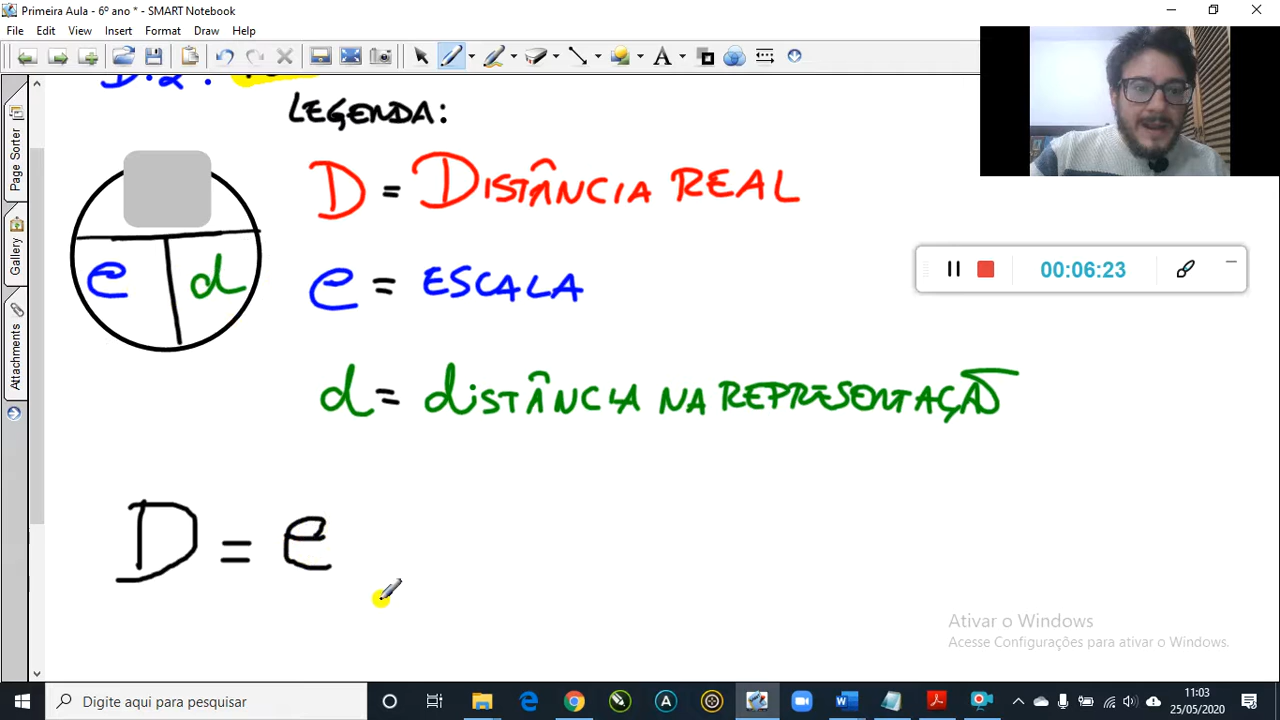 Primeira Aula - 6º ano * - SMART Notebook
File Edit View Insert Format Draw Help
LEGENDA:
D = DISTÂNCIA REAL
e d
e = ESCALA
d = distÂNCIA NA REPRESENTAÇÃO
D = e
00:06:23
Page Sorter
Gallery
Attachments
Ativar o Windows
Acesse Configurações para ativar o Windows.
Digite aqui para pesquisar
11:03
25/05/2020